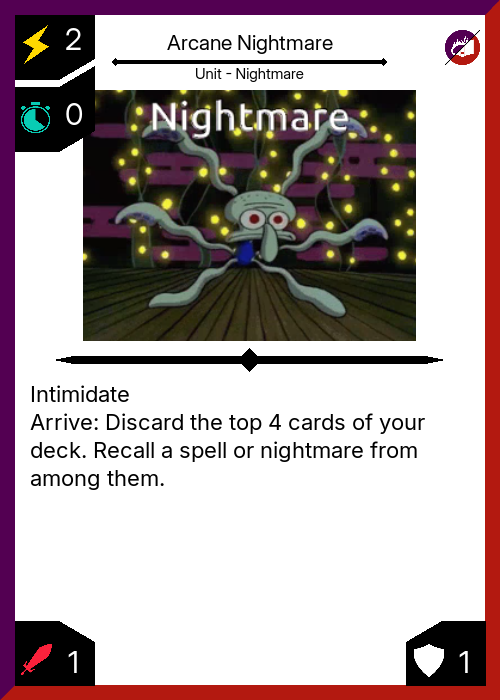 2
Arcane Nightmare
Unit - Nightmare
0
Nightmare
Intimidate
Arrive: Discard the top 4 cards of your
deck. Recall a spell or nightmare from
among them.
1
1